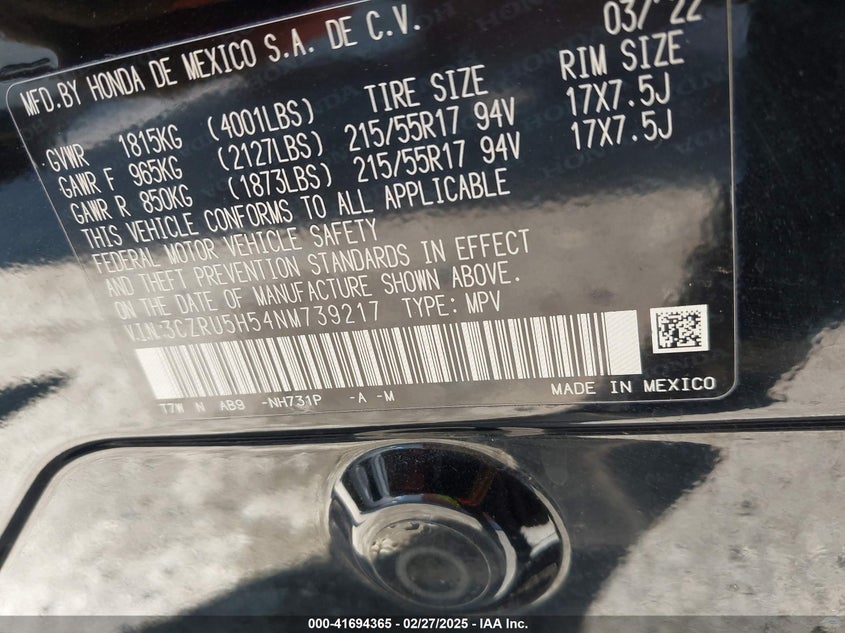 MFD.BY HONDA DE MEXICO S.A. DE C.V. 03/'22
TIRE SIZE RIM SIZE
GVWR 1815KG (4001LBS)
GAWR F 965KG (2127LBS) 215/55R17 94V 17X7.5J
GAWR R 850KG (1873LBS) 215/55R17 94V 17X7.5J
THIS VEHICLE CONFORMS TO ALL APPLICABLE
FEDERAL MOTOR VEHICLE SAFETY
AND THEFT PREVENTION STANDARDS IN EFFECT
ON THE DATE OF MANUFACTURE SHOWN ABOVE.
V.I.N:3CZRU5H54NM739217 TYPE: MPV
T7W N AB9 -NH731P -A -M MADE IN MEXICO
000-41694365 / 02/27/2025 - IAA Inc.